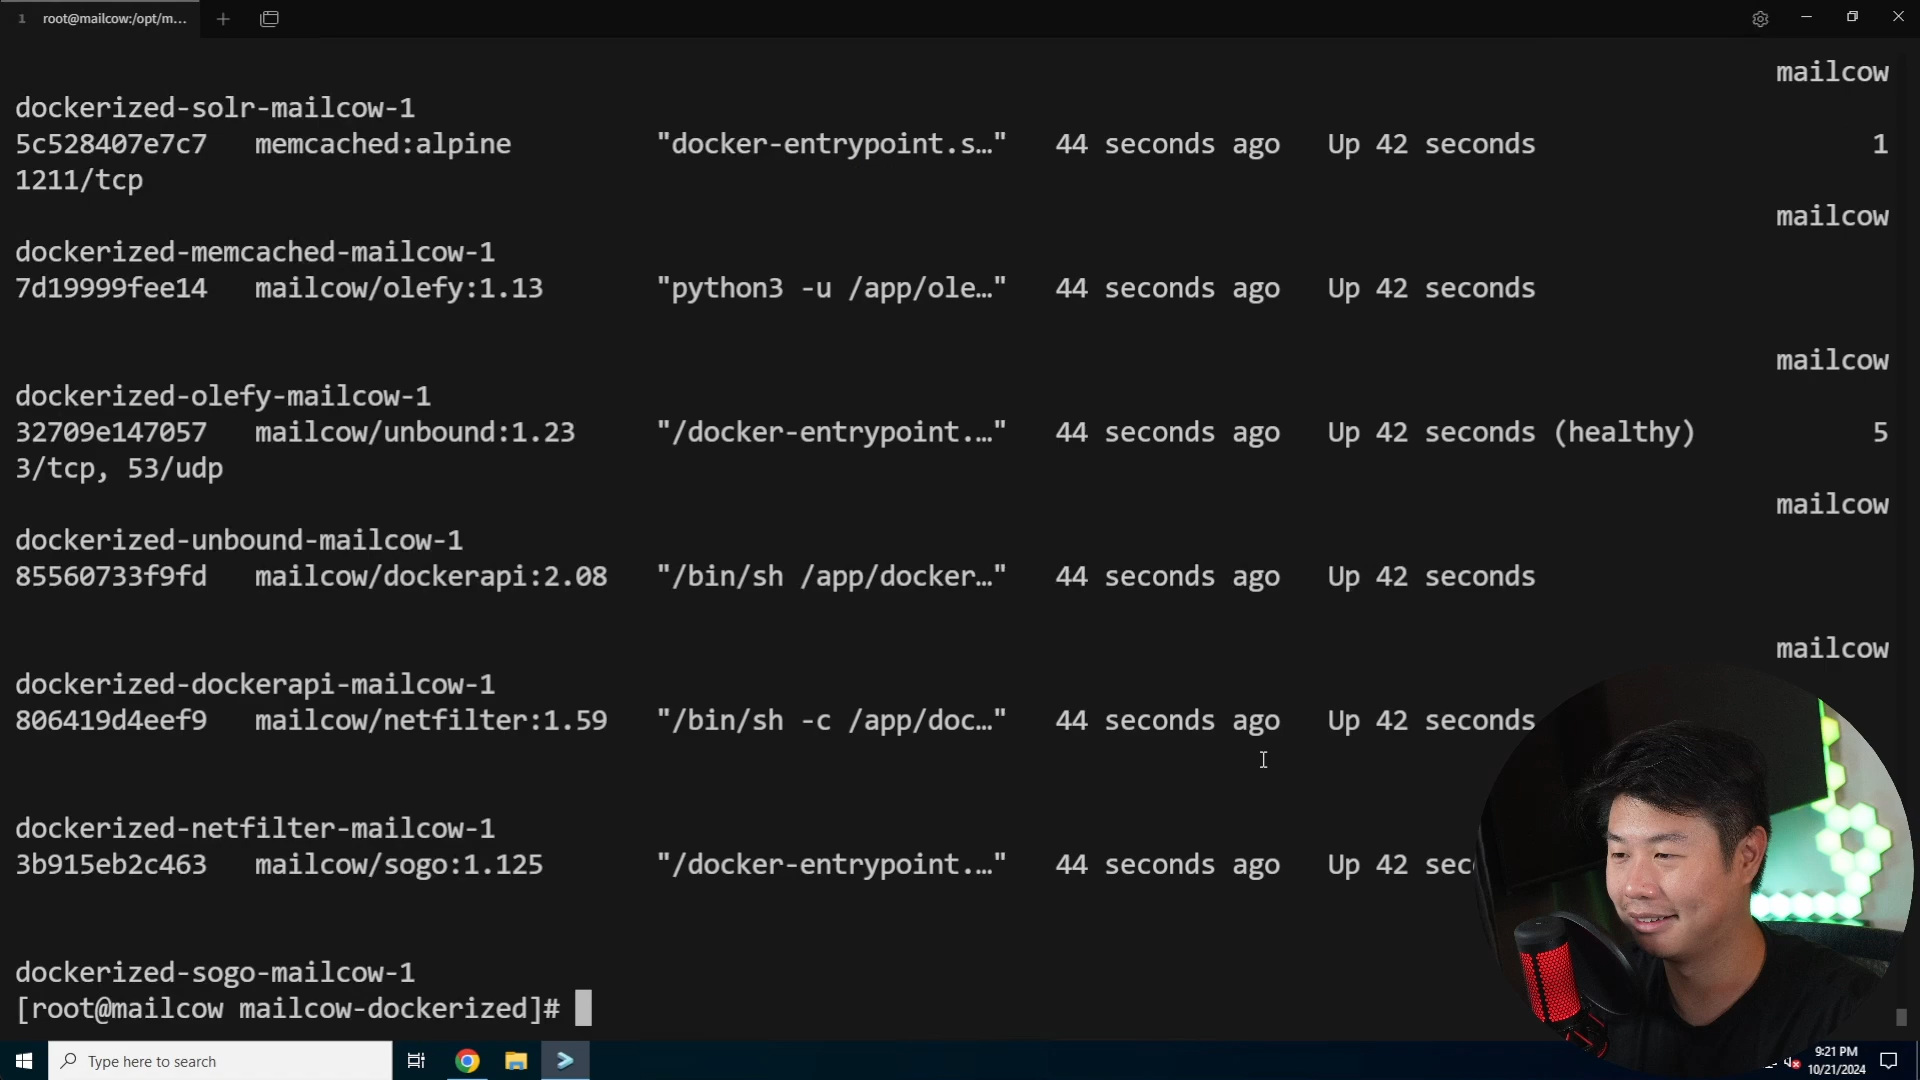 1 root@mailcow:/opt/m...
mailcow
dockerized-solr-mailcow-1
5c528407e7c7 memcached:alpine "docker-entrypoint.s…" 44 seconds ago Up 42 seconds 1
1211/tcp
mailcow
dockerized-memcached-mailcow-1
7d19999fee14 mailcow/olefy:1.13 "python3 -u /app/ole…" 44 seconds ago Up 42 seconds
mailcow
dockerized-olefy-mailcow-1
32709e147057 mailcow/unbound:1.23 "/docker-entrypoint.…" 44 seconds ago Up 42 seconds (healthy) 5
3/tcp, 53/udp
mailcow
dockerized-unbound-mailcow-1
85560733f9fd mailcow/dockerapi:2.08 "/bin/sh /app/docker…" 44 seconds ago Up 42 seconds
mailcow
dockerized-dockerapi-mailcow-1
806419d4eef9 mailcow/netfilter:1.59 "/bin/sh -c /app/doc…" 44 seconds ago Up 42 seconds
dockerized-netfilter-mailcow-1
3b915eb2c463 mailcow/sogo:1.125 "/docker-entrypoint.…" 44 seconds ago Up 42 sec
dockerized-sogo-mailcow-1
[root@mailcow mailcow-dockerized]#
Type here to search
9:21 PM
10/21/2024